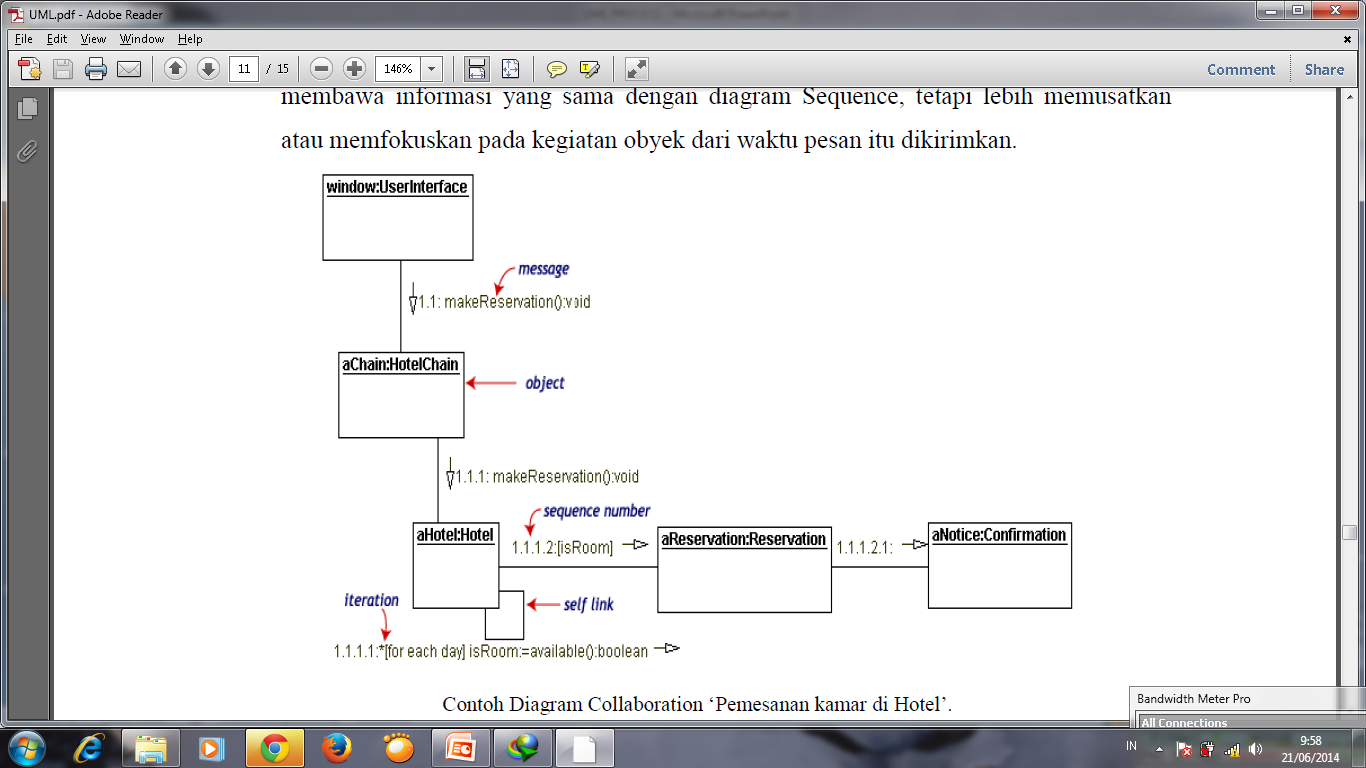 UML.pdf - Adobe Reader
File Edit View Window Help
11 / 15 146% Comment Share
membawa informasi yang sama dengan diagram Sequence, tetapi lebih memusatkan
atau memfokuskan pada kegiatan obyek dari waktu pesan itu dikirimkan.
window:UserInterface
message
1.1: makeReservation():void
aChain:HotelChain
object
1.1.1: makeReservation():void
sequence number
aHotel:Hotel
1.1.1.2:[isRoom]
aReservation:Reservation
1.1.1.2.1:
aNotice:Confirmation
iteration
self link
1.1.1.1:*[for each day] isRoom:=available():boolean
Contoh Diagram Collaboration ‘Pemesanan kamar di Hotel’.
Bandwidth Meter Pro
All Connections
IN
9:58
21/06/2014